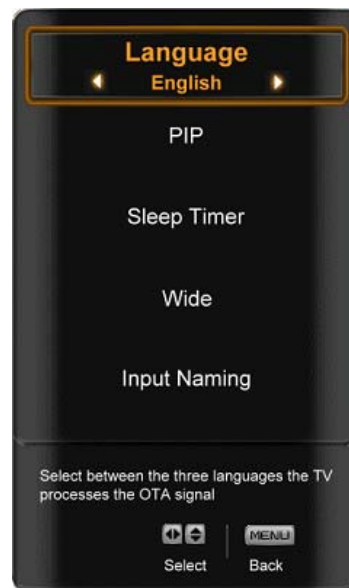 Language
English
PIP
Sleep Timer
Wide
Input Naming
Select between the three languages the TV
processes the OTA signal
MENU
Select
Back